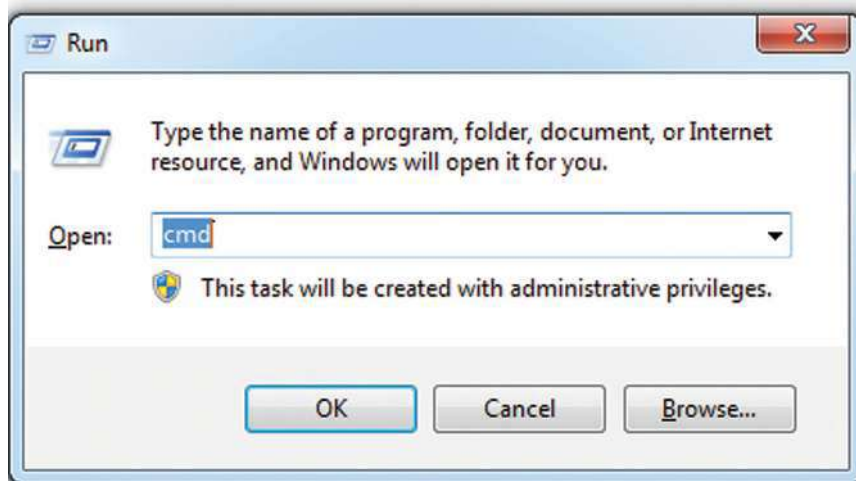 Run
Type the name of a program, folder, document, or Internet
resource, and Windows will open it for you.
Open: cmd
This task will be created with administrative privileges.
OK Cancel Browse...